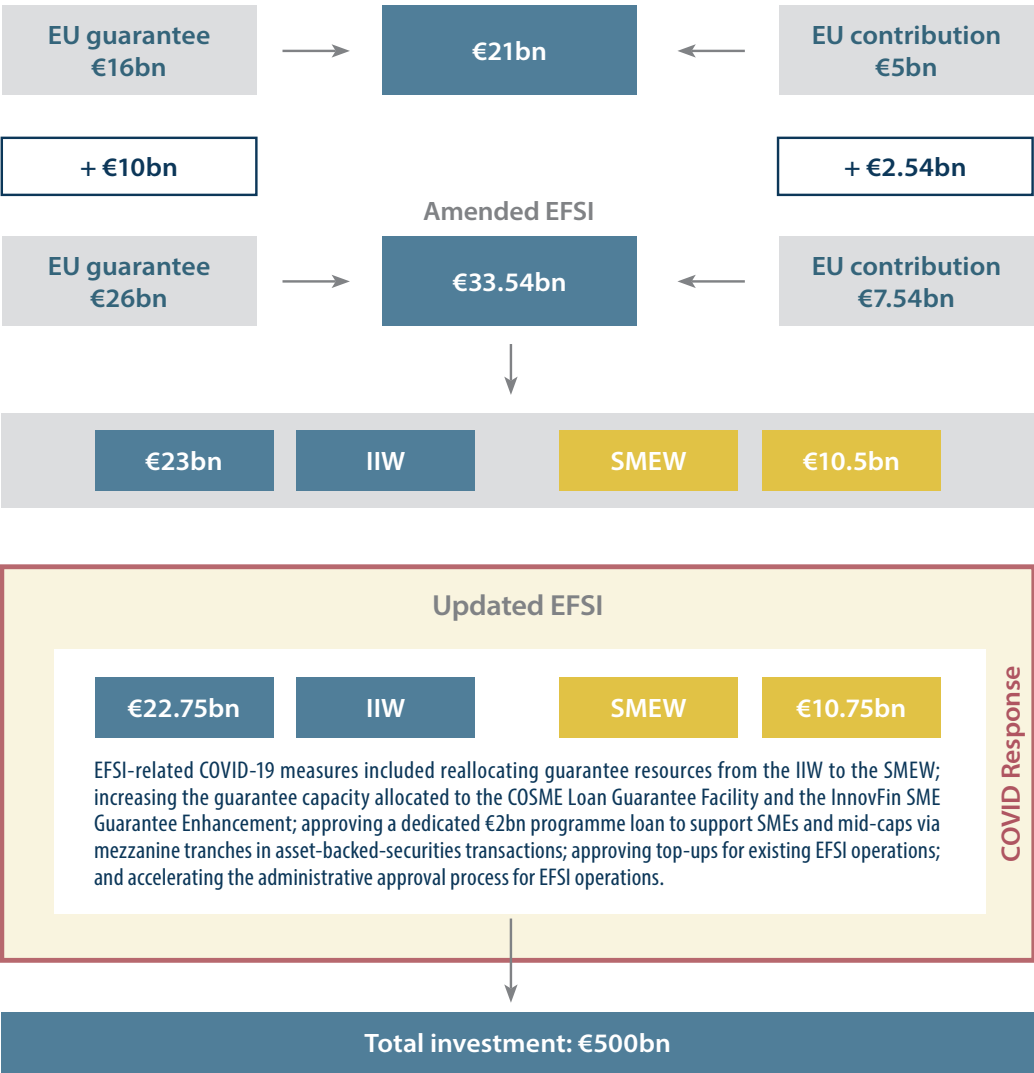 EU guarantee
€16bn
€21bn
EU contribution
€5bn
+ €10bn
+ €2.54bn
Amended EFSI
EU guarantee
€26bn
€33.54bn
EU contribution
€7.54bn
€23bn
IIW
SMEW
€10.5bn
Updated EFSI
€22.75bn
IIW
SMEW
€10.75bn
EFSI-related COVID-19 measures included reallocating guarantee resources from the IIW to the SMEW;
increasing the guarantee capacity allocated to the COSME Loan Guarantee Facility and the InnovFin SME
Guarantee Enhancement; approving a dedicated €2bn programme loan to support SMEs and mid-caps via
mezzanine tranches in asset-backed-securities transactions; approving top-ups for existing EFSI operations;
and accelerating the administrative approval process for EFSI operations.
COVID Response
Total investment: €500bn